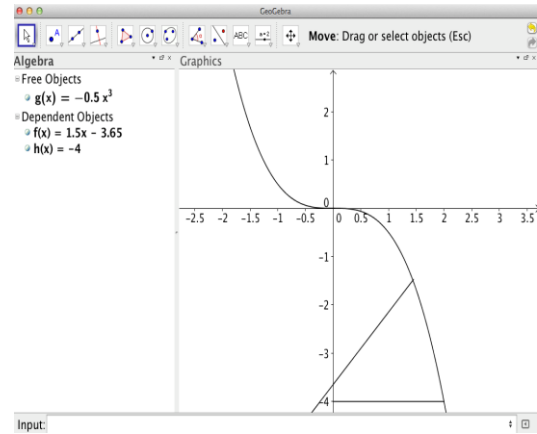 GeoGebra
ABC
a=2
Move: Drag or select objects (Esc)
Algebra
Graphics
Free Objects
g(x) = −0.5 x³
Dependent Objects
f(x) = 1.5x − 3.65
h(x) = −4
2
1
0
-2.5 -2 -1.5 -1 -0.5 0 0.5 1 1.5 2 2.5 3 3.5
-1
-2
-3
-4
Input: